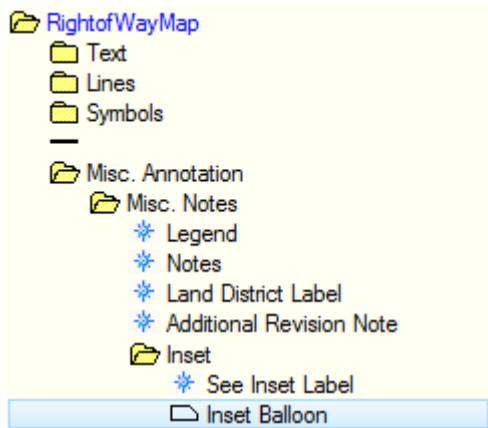 RightofWayMap
Text
Lines
Symbols
Misc. Annotation
Misc. Notes
Legend
Notes
Land District Label
Additional Revision Note
Inset
See Inset Label
Inset Balloon